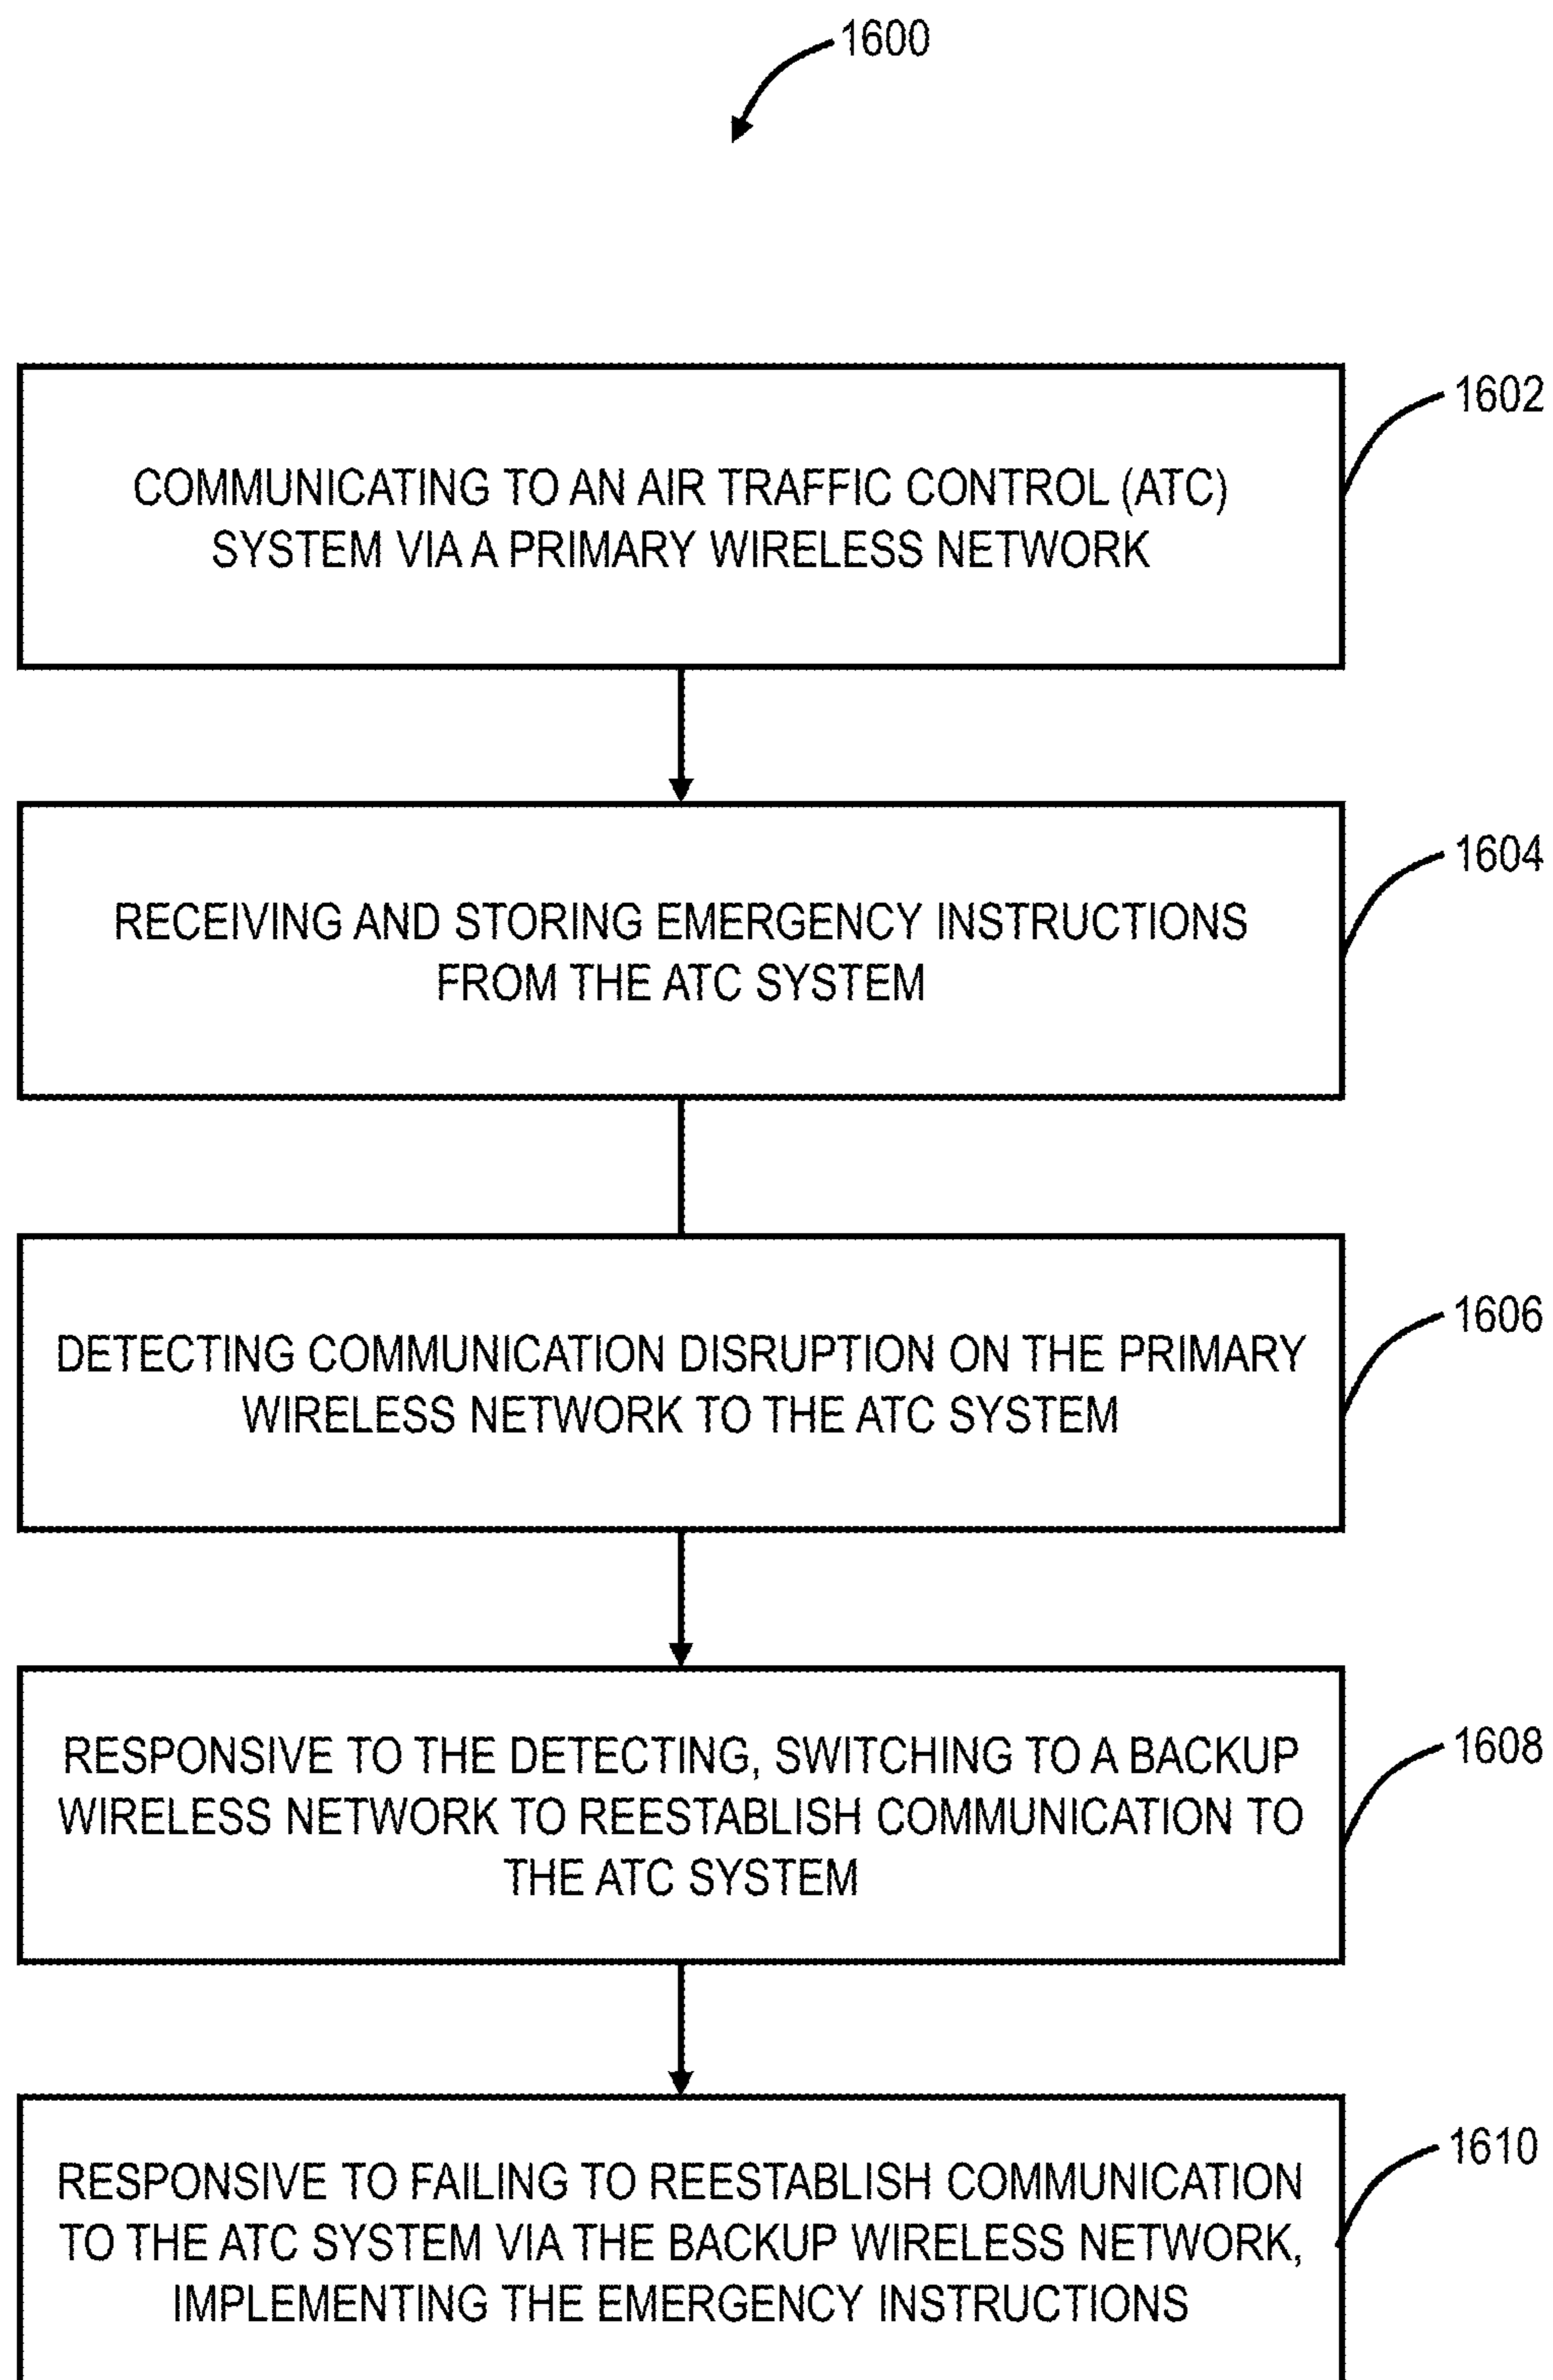 1600
1602
COMMUNICATING TO AN AIR TRAFFIC CONTROL (ATC)
SYSTEM VIA A PRIMARY WIRELESS NETWORK
1604
RECEIVING AND STORING EMERGENCY INSTRUCTIONS
FROM THE ATC SYSTEM
1606
DETECTING COMMUNICATION DISRUPTION ON THE PRIMARY
WIRELESS NETWORK TO THE ATC SYSTEM
1608
RESPONSIVE TO THE DETECTING, SWITCHING TO A BACKUP
WIRELESS NETWORK TO REESTABLISH COMMUNICATION TO
THE ATC SYSTEM
1610
RESPONSIVE TO FAILING TO REESTABLISH COMMUNICATION
TO THE ATC SYSTEM VIA THE BACKUP WIRELESS NETWORK,
IMPLEMENTING THE EMERGENCY INSTRUCTIONS